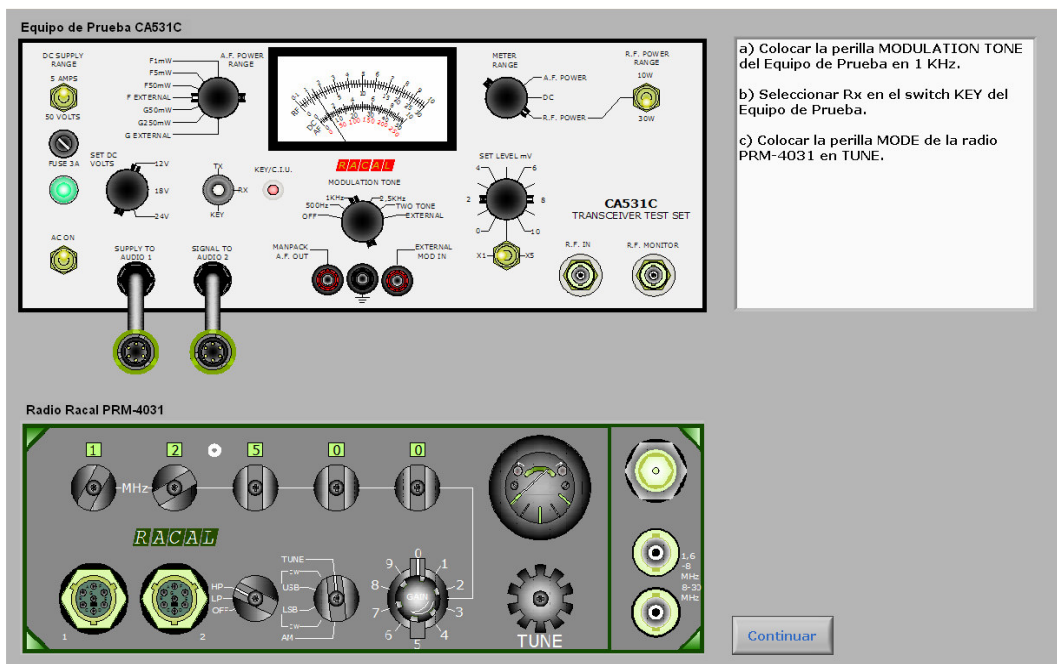 Equipo de Prueba CA531C
DC SUPPLY
RANGE
5 AMPS
50 VOLTS
FUSE 3A
F1mW
F5mW
F50mW
F EXTERNAL
G50mW
G250mW
G EXTERNAL
A.F. POWER
RANGE
METER
RANGE
A.F. POWER
DC
R.F. POWER
R.F. POWER
RANGE
10W
30W
SET DC
VOLTS
12V
18V
24V
TX
RX
KEY
KEY/C.I.U.
RACAL
MODULATION TONE
1KHz
500Hz
OFF
2,5KHz
TWO TONE
EXTERNAL
SET LEVEL mV
4
6
2
8
0
10
X1
X5
CA531C
TRANSCEIVER TEST SET
AC ON
SUPPLY TO
AUDIO 1
SIGNAL TO
AUDIO 2
MANPACK
A.F. OUT
EXTERNAL
MOD IN
R.F. IN
R.F. MONITOR
a) Colocar la perilla MODULATION TONE
del Equipo de Prueba en 1 KHz.
b) Seleccionar Rx en el switch KEY del
Equipo de Prueba.
c) Colocar la perilla MODE de la radio
PRM-4031 en TUNE.
Radio Racal PRM-4031
1 2 5 0 0
MHz
RACAL
HP
LP
OFF
TUNE
CW
USB
LSB
CW
AM
0
9
1
8
2
7
3
6
4
5
GAIN
TUNE
1
2
1,6
-8
MHz
8-30
MHz
Continuar